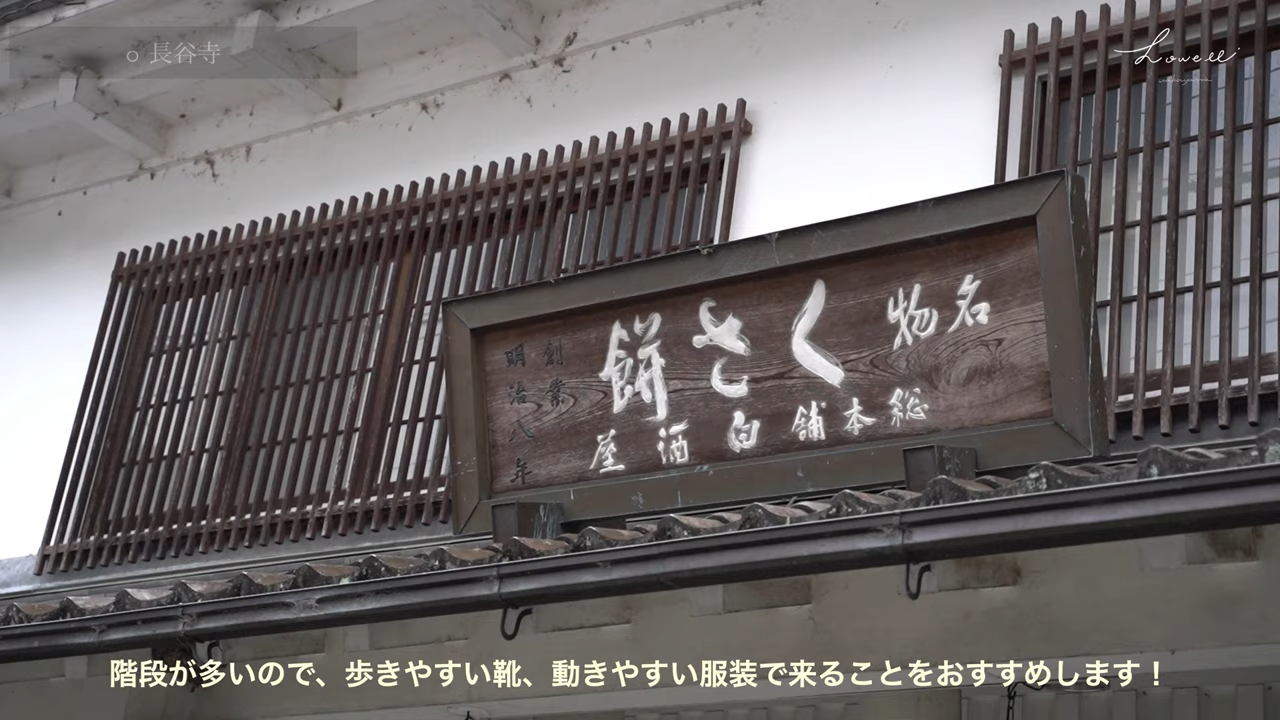 長谷寺
Lowell
名物
くさ餅
総本舗白酒屋
創業
明治八年
階段が多いので、歩きやすい靴、動きやすい服装で来ることをおすすめします！